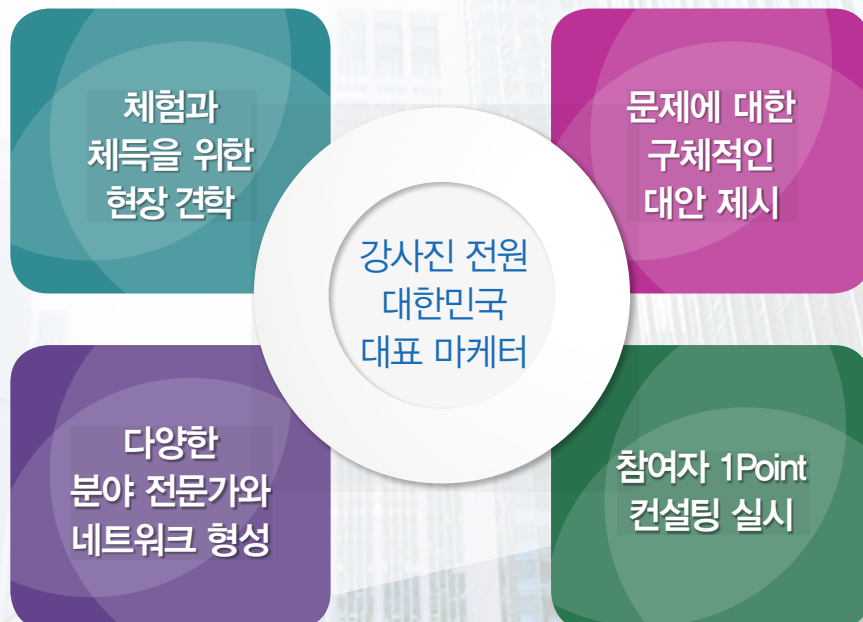 체험과
체득을 위한
현장 견학
문제에 대한
구체적인
대안 제시
강사진 전원
대한민국
대표 마케터
다양한
분야 전문가와
네트워크 형성
참여자 1Point
컨설팅 실시